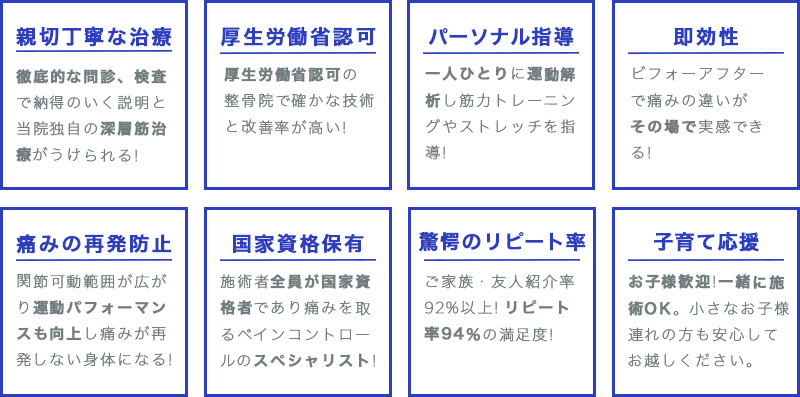 親切丁寧な治療
徹底的な問診、検査
で納得のいく説明と
当院独自の深層筋治
療がうけられる!
厚生労働省認可
厚生労働省認可の
整骨院で確かな技術
と改善率が高い!
パーソナル指導
一人ひとりに運動解
析し筋力トレーニン
グやストレッチを指
導!
即効性
ビフォーアフター
で痛みの違いが
その場で実感でき
る!
痛みの再発防止
関節可動範囲が広が
り運動パフォーマン
スも向上し痛みが再
発しない身体になる!
国家資格保有
施術者全員が国家資
格者であり痛みを取
るペインコントロー
ルのスペシャリスト!
驚愕のリピート率
ご家族・友人紹介率
92%以上! リピート
率94%の満足度!
子育て応援
お子様歓迎!一緒に施
術OK。小さなお子様
連れの方も安心して
お越しください。